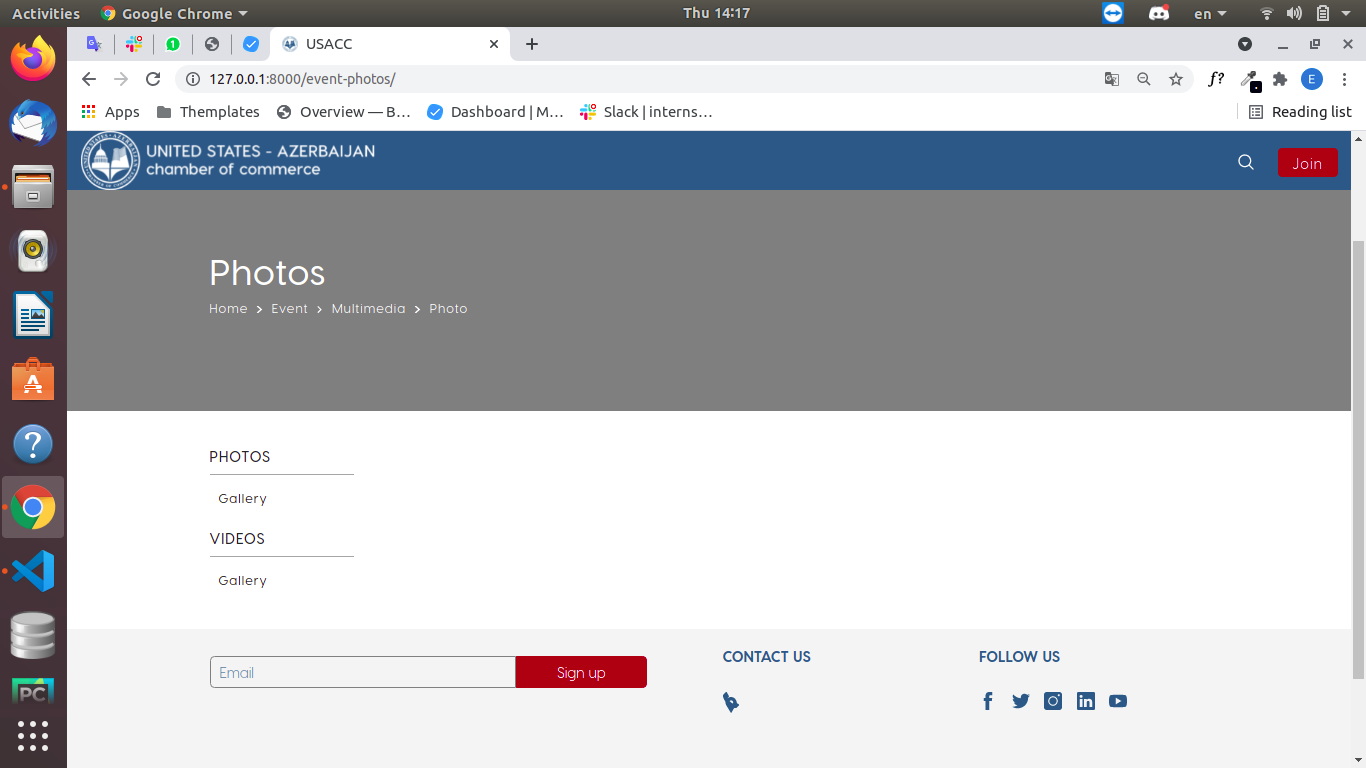 Activities Google Chrome Thu 14:17 en
1 USACC
127.0.0.1:8000/event-photos/ f? E
Apps Themplates Overview — B… Dashboard | M… Slack | interns… Reading list
UNITED STATES - AZERBAIJAN
chamber of commerce
Join
Photos
Home > Event > Multimedia > Photo
PHOTOS
Gallery
VIDEOS
Gallery
Email Sign up
CONTACT US
FOLLOW US
PC